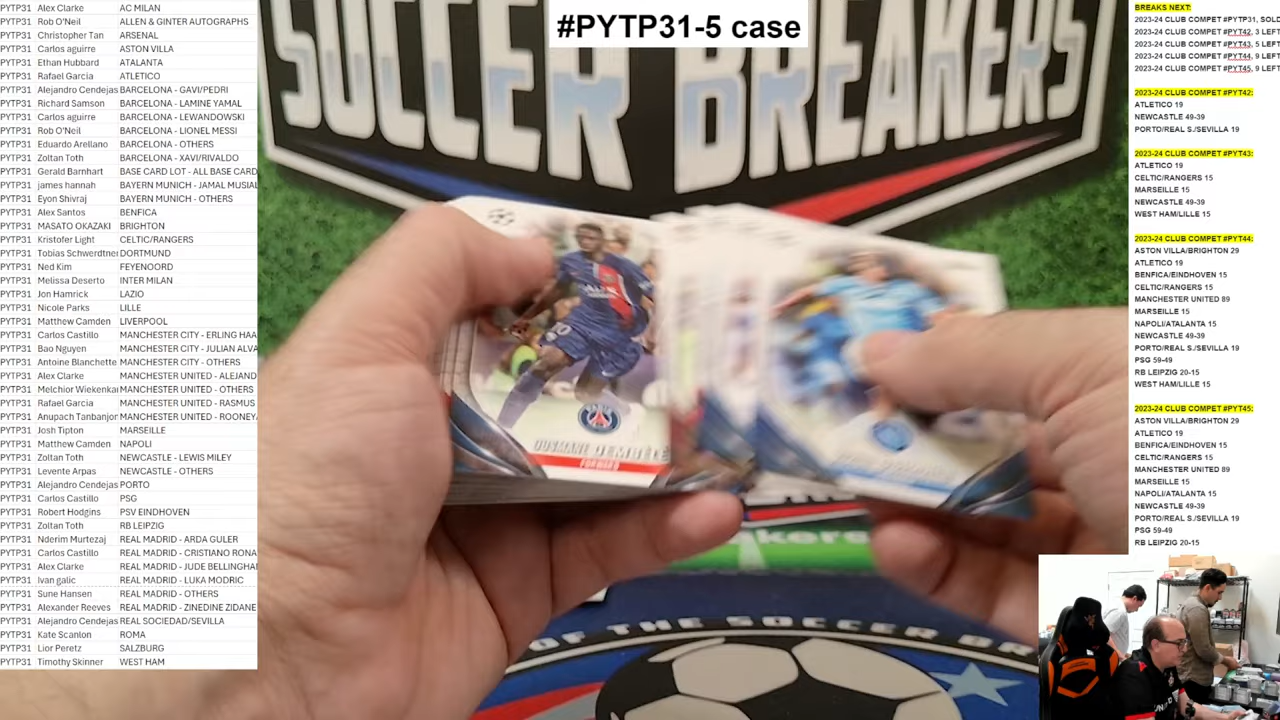 #PYTP31-5 case
SOCCER BREAKERS
PYTP31 Alex Clarke AC MILAN
PYTP31 Rob O'Neil ALLEN & GINTER AUTOGRAPHS
PYTP31 Christopher Tan ARSENAL
PYTP31 Carlos aguirre ASTON VILLA
PYTP31 Ethan Hubbard ATALANTA
PYTP31 Rafael Garcia ATLETICO
PYTP31 Alejandro Cendejas BARCELONA - GAVI/PEDRI
PYTP31 Richard Samson BARCELONA - LAMINE YAMAL
PYTP31 Carlos aguirre BARCELONA - LEWANDOWSKI
PYTP31 Rob O'Neil BARCELONA - LIONEL MESSI
PYTP31 Eduardo Arellano BARCELONA - OTHERS
PYTP31 Zoltan Toth BARCELONA - XAVI/RIVALDO
PYTP31 Gerald Barnhart BASE CARD LOT - ALL BASE CARD
PYTP31 james hannah BAYERN MUNICH - JAMAL MUSIAL
PYTP31 Eyon Shivraj BAYERN MUNICH - OTHERS
PYTP31 Alex Santos BENFICA
PYTP31 MASATO OKAZAKI BRIGHTON
PYTP31 Kristofer Light CELTIC/RANGERS
PYTP31 Tobias Schwerdtner DORTMUND
PYTP31 Ned Kim FEYENOORD
PYTP31 Melissa Deserto INTER MILAN
PYTP31 Jon Hamrick LAZIO
PYTP31 Nicole Parks LILLE
PYTP31 Matthew Camden LIVERPOOL
PYTP31 Carlos Castillo MANCHESTER CITY - ERLING HAA
PYTP31 Bao Nguyen MANCHESTER CITY - JULIAN ALVA
PYTP31 Antoine Blanchette MANCHESTER CITY - OTHERS
PYTP31 Alex Clarke MANCHESTER UNITED - ALEJAND
PYTP31 Melchior Wiekenka MANCHESTER UNITED - OTHERS
PYTP31 Rafael Garcia MANCHESTER UNITED - RASMUS
PYTP31 Anupach Tanbanjor MANCHESTER UNITED - ROONEY
PYTP31 Josh Tipton MARSEILLE
PYTP31 Matthew Camden NAPOLI
PYTP31 Zoltan Toth NEWCASTLE - LEWIS MILEY
PYTP31 Levente Arpas NEWCASTLE - OTHERS
PYTP31 Alejandro Cendejas PORTO
PYTP31 Carlos Castillo PSG
PYTP31 Robert Hodgins PSV EINDHOVEN
PYTP31 Zoltan Toth RB LEIPZIG
PYTP31 Nderim Murtezaj REAL MADRID - ARDA GULER
PYTP31 Carlos Castillo REAL MADRID - CRISTIANO RONA
PYTP31 Alex Clarke REAL MADRID - JUDE BELLINGHA
PYTP31 Ivan galic REAL MADRID - LUKA MODRIC
PYTP31 Sune Hansen REAL MADRID - OTHERS
PYTP31 Alexander Reeves REAL MADRID - ZINEDINE ZIDANE
PYTP31 Alejandro Cendejas REAL SOCIEDAD/SEVILLA
PYTP31 Kate Scanlon ROMA
PYTP31 Lior Peretz SALZBURG
PYTP31 Timothy Skinner WEST HAM
OUSMANE DEMBÉLÉ
FORWARD
OF THE SOCCER
BREAKS NEXT:
2023-24 CLUB COMPET #PYTP31, SOLD
2023-24 CLUB COMPET #PYT42, 3 LEFT
2023-24 CLUB COMPET #PYT43, 5 LEFT
2023-24 CLUB COMPET #PYT44, 9 LEFT
2023-24 CLUB COMPET #PYT45, 9 LEFT
2023-24 CLUB COMPET #PYT42:
ATLETICO 19
NEWCASTLE 49-39
PORTO/REAL S./SEVILLA 19
2023-24 CLUB COMPET #PYT43:
ATLETICO 19
CELTIC/RANGERS 15
MARSEILLE 15
NEWCASTLE 49-39
WEST HAM/LILLE 15
2023-24 CLUB COMPET #PYT44:
ASTON VILLA/BRIGHTON 29
ATLETICO 19
BENFICA/EINDHOVEN 15
CELTIC/RANGERS 15
MANCHESTER UNITED 89
MARSEILLE 15
NAPOLI/ATALANTA 15
NEWCASTLE 49-39
PORTO/REAL S./SEVILLA 19
PSG 59-49
RB LEIPZIG 20-15
WEST HAM/LILLE 15
2023-24 CLUB COMPET #PYT45:
ASTON VILLA/BRIGHTON 29
ATLETICO 19
BENFICA/EINDHOVEN 15
CELTIC/RANGERS 15
MANCHESTER UNITED 89
MARSEILLE 15
NAPOLI/ATALANTA 15
NEWCASTLE 49-39
PORTO/REAL S./SEVILLA 19
PSG 59-49
RB LEIPZIG 20-15